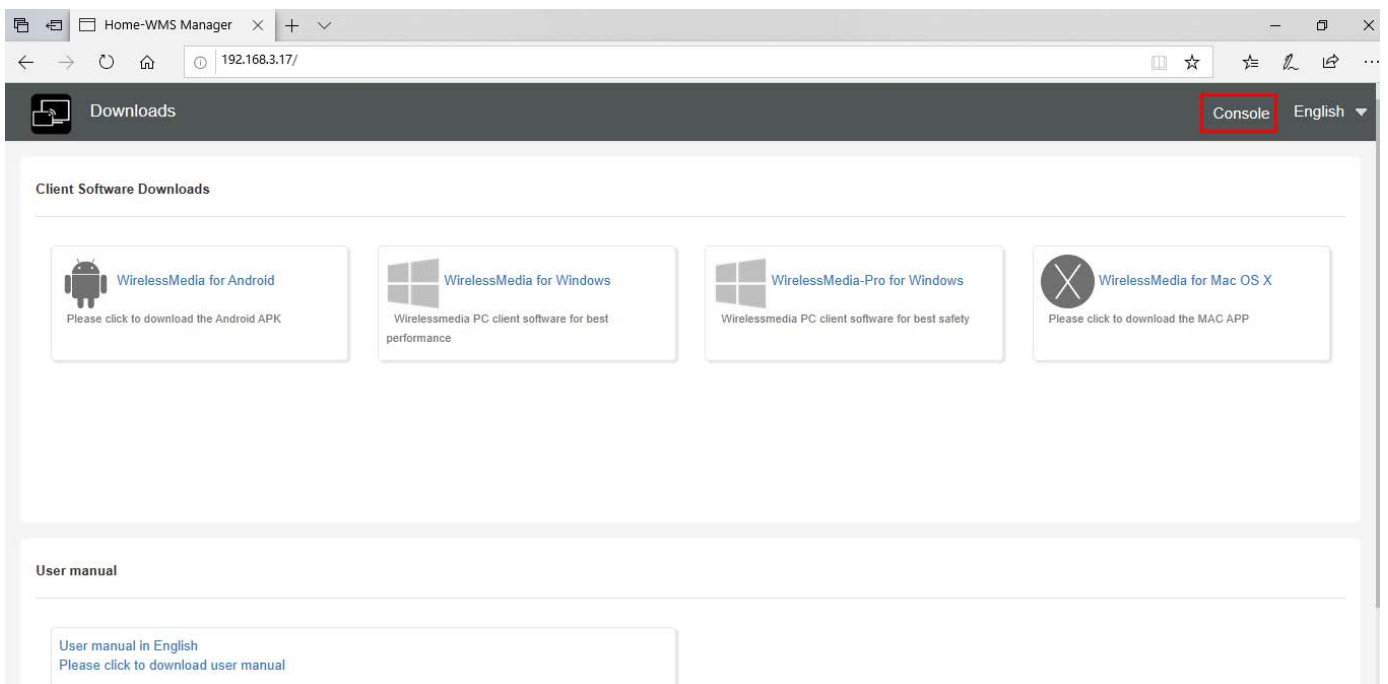 Home-WMS Manager
192.168.3.17/
Downloads
Console
English
Client Software Downloads
WirelessMedia for Android
Please click to download the Android APK
WirelessMedia for Windows
Wirelessmedia PC client software for best
performance
WirelessMedia-Pro for Windows
Wirelessmedia PC client software for best safety
WirelessMedia for Mac OS X
Please click to download the MAC APP
User manual
User manual in English
Please click to download user manual